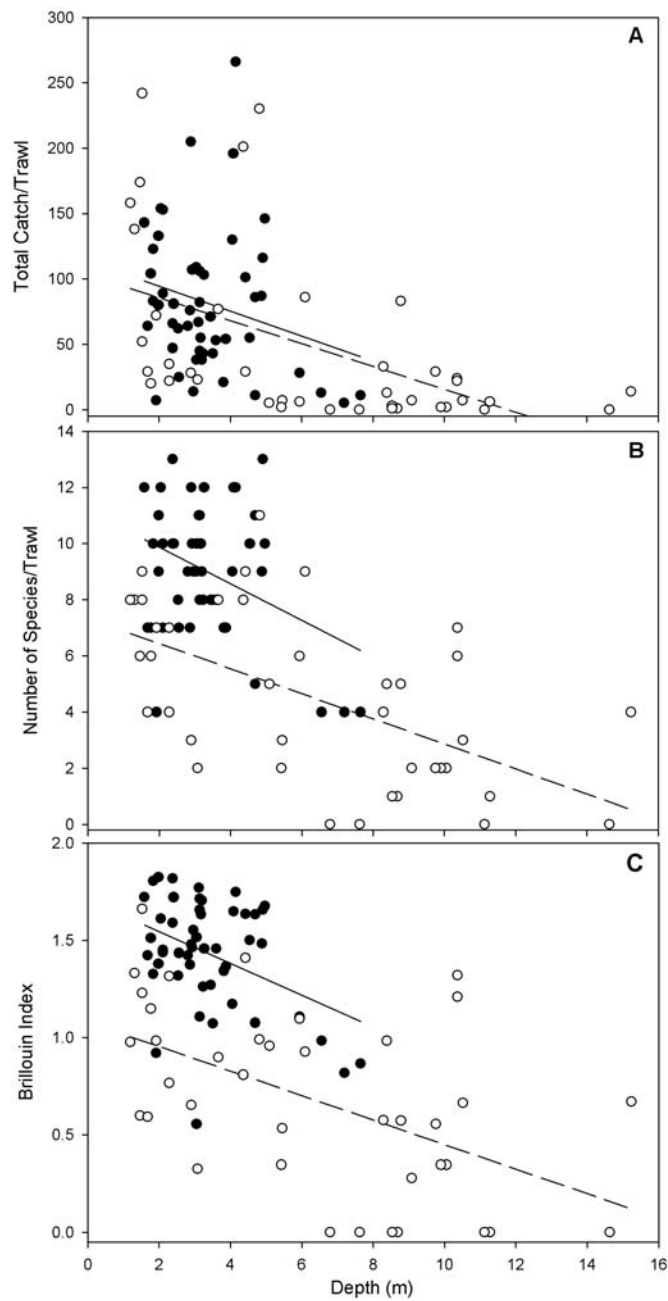 A
Total Catch/Trawl
300
250
200
150
100
50
0
B
Number of Species/Trawl
14
12
10
8
6
4
2
0
C
Brillouin Index
2.0
1.5
1.0
0.5
0.0
0 2 4 6 8 10 12 14 16
Depth (m)